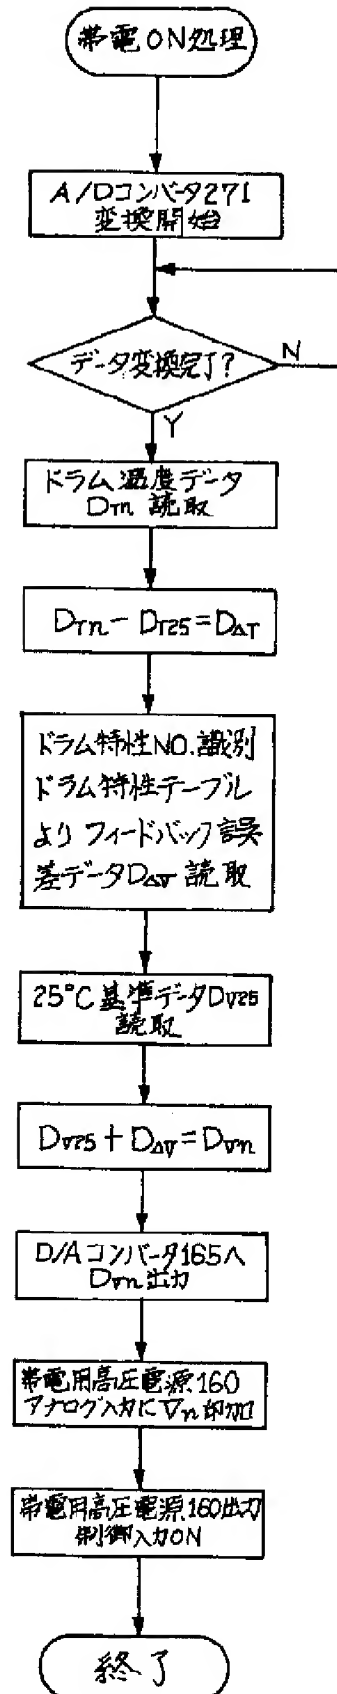 帯電ON処理
A/Dコンバータ271
変換開始
データ変換完了?
N
Y
ドラム温度データ
DTn 読取
DTn − DT25 = DΔT
ドラム特性NO.識別
ドラム特性テーブル
より フィードバック誤
差データDΔV 読取
25°C基準データDV25
読取
DV25 + DΔV = DVn
D/Aコンバータ165へ
DVn出力
帯電用高圧電源160
アナログ入力にVn印加
帯電用高圧電源160出力
制御入力ON
終了